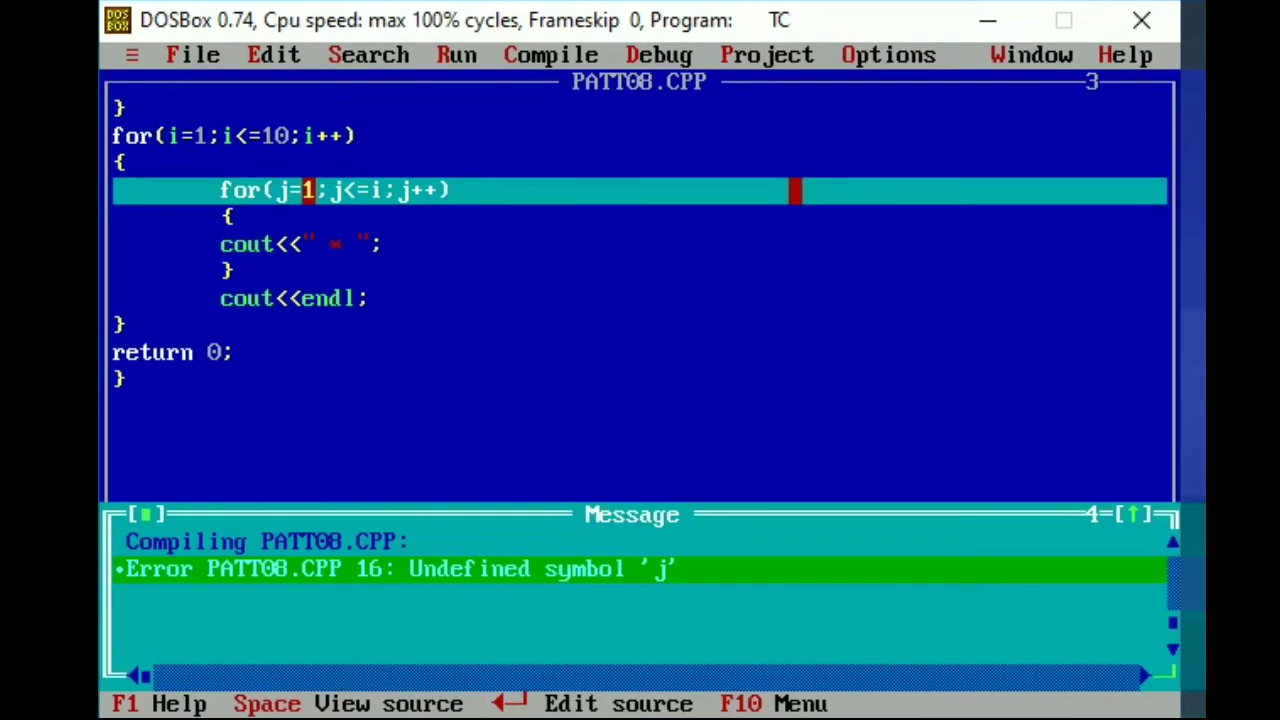 DOSBox 0.74, Cpu speed: max 100% cycles, Frameskip 0, Program: TC
≡ File Edit Search Run Compile Debug Project Options Window Help
PATT08.CPP 3
}
for(i=1;i<=10;i++)
{
for(j=1;j<=i;j++)
{
cout<<" * ";
}
cout<<endl;
}
return 0;
}
[■] Message 4=[↑]
Compiling PATT08.CPP:
•Error PATT08.CPP 16: Undefined symbol 'j'
F1 Help Space View source ◄─┘ Edit source F10 Menu